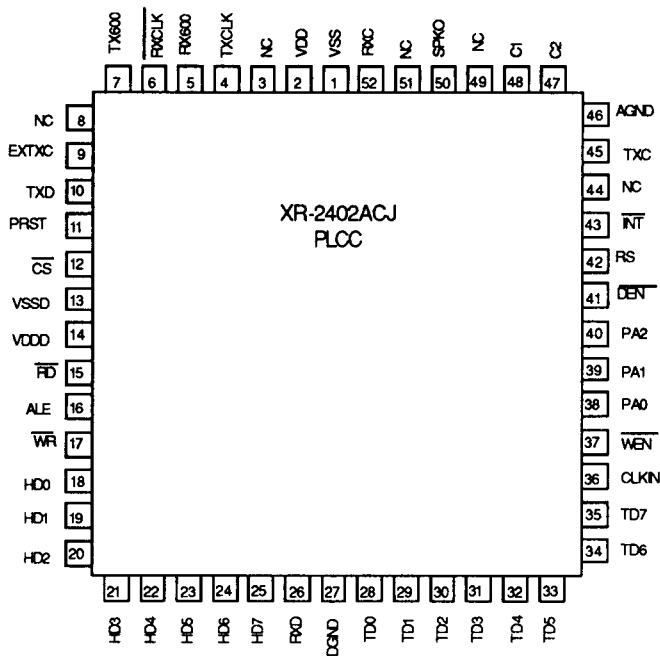 TX600 RXCLK RX600 TXCLK NC VDD VSS RXC NC SPKO NC C1 C2
7 6 5 4 3 2 1 52 51 50 49 48 47
NC 8
EXTXC 9
TXD 10
PRST 11
CS 12
VSSD 13
VDDD 14
RD 15
ALE 16
WR 17
HD0 18
HD1 19
HD2 20
XR-2402ACJ
PLCC
46 AGND
45 TXC
44 NC
43 INT
42 RS
41 DEN
40 PA2
39 PA1
38 PA0
37 WEN
36 CLKIN
35 TD7
34 TD6
21 22 23 24 25 26 27 28 29 30 31 32 33
HD3 HD4 HD5 HD6 HD7 RXD DGND TD0 TD1 TD2 TD3 TD4 TD5